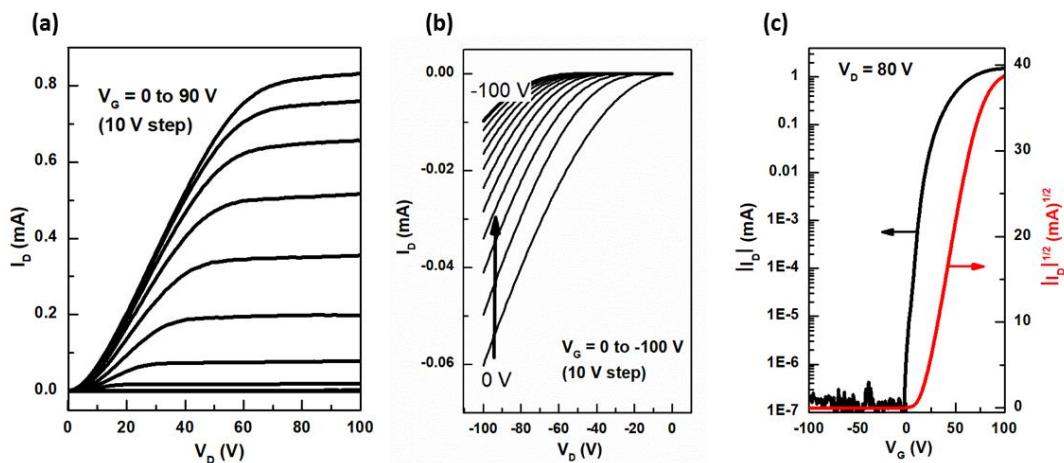 (a)
I_D (mA)
0.8
0.6
0.4
0.2
0.0
V_G = 0 to 90 V
(10 V step)
0 20 40 60 80 100
V_D (V)
(b)
I_D (mA)
0.00
-0.02
-0.04
-0.06
-100 V
0 V
V_G = 0 to -100 V
(10 V step)
-100 -80 -60 -40 -20 0
V_D (V)
(c)
|I_D| (mA)
1
0.1
0.01
1E-3
1E-4
1E-5
1E-6
1E-7
V_D = 80 V
-100 -50 0 50 100
V_G (V)
40
30
20
10
0
|I_D|^1/2 (mA)^1/2